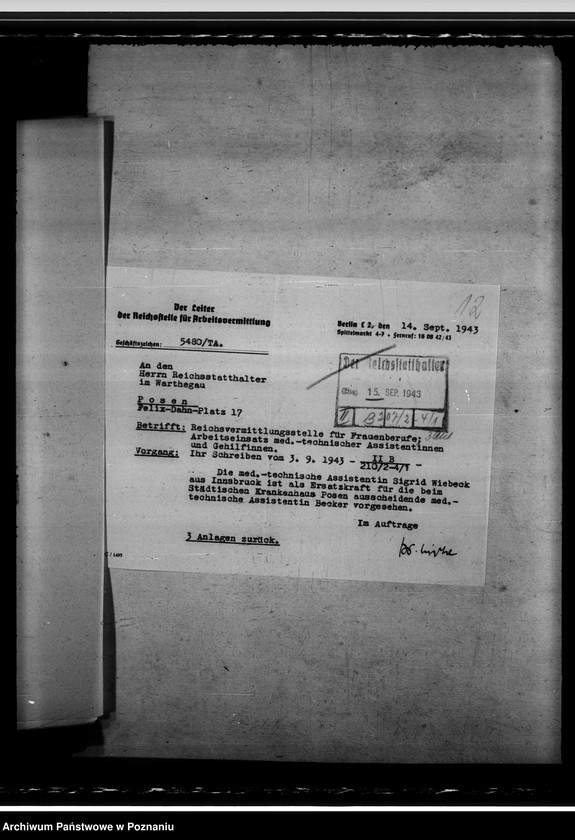 12
Der Leiter
der Reichsstelle für Arbeitsvermittlung
Geschäftszeichen: 5480/TA.
Berlin C 2, den 14. Sept. 1943
Spittelmarkt 4-7 • Fernruf: 16 08 42/43
An den
Herrn Reichsstatthalter
im Warthegau
P o s e n
Felix-Dahn-Platz 17
Der Reichsstatthalter
15. SEP. 1943
Betrifft: Reichsvermittlungsstelle für Frauenberufe;
Arbeitseinsatz med.-technischer Assistentinnen
und Gehilfinnen.
Vorgang: Ihr Schreiben vom 3. 9. 1943 - II B
210/2-4/1 -
Die med.-technische Assistentin Sigrid Wiebeck
aus Innsbruck ist als Ersatzkraft für die beim
Städtischen Krankenhaus Posen ausscheidende med.-
technische Assistentin Becker vorgesehen.
Im Auftrage
3 Anlagen zurück.
Archiwum Państwowe w Poznaniu